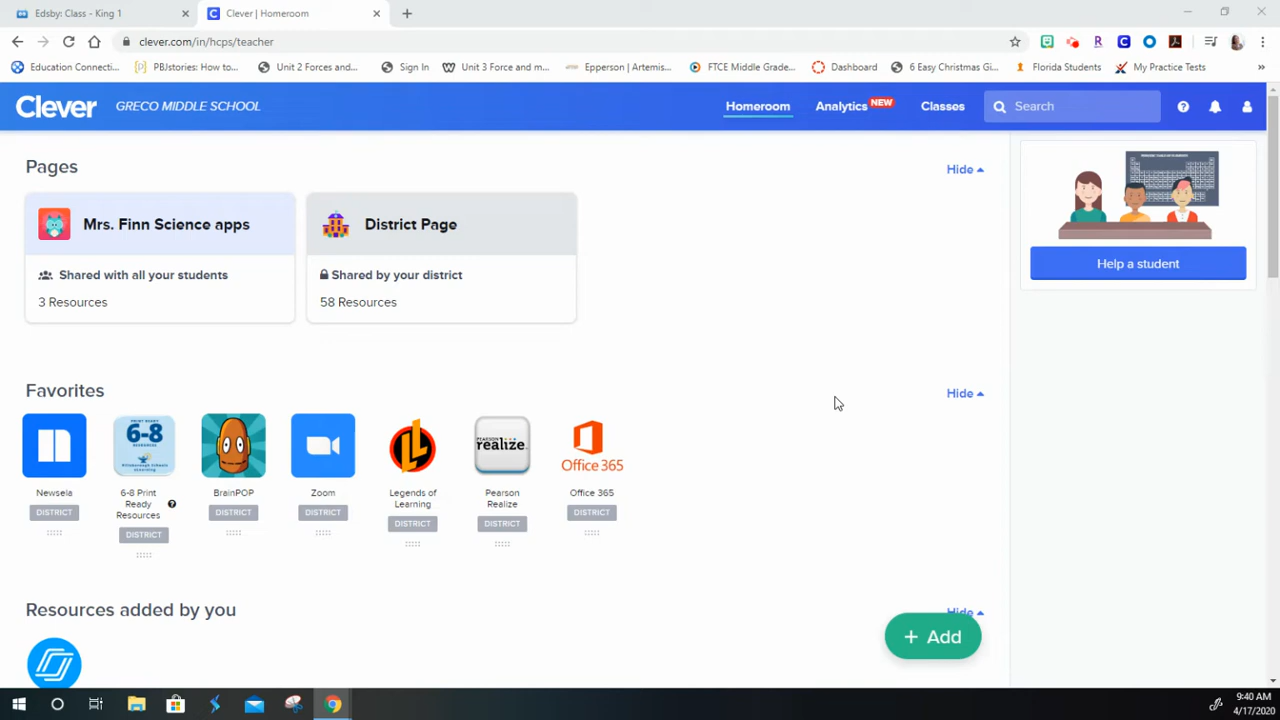 Edsby: Class - King 1
Clever | Homeroom
clever.com/in/hcps/teacher
Education Connecti...
PBJstories: How to...
Unit 2 Forces and...
Sign In
Unit 3 Force and m...
Epperson | Artemis...
FTCE Middle Grade...
Dashboard
6 Easy Christmas Gi...
Florida Students
My Practice Tests
»
Clever
GRECO MIDDLE SCHOOL
Homeroom
Analytics NEW
Classes
Search
Pages
Hide
Mrs. Finn Science apps
Shared with all your students
3 Resources
District Page
Shared by your district
58 Resources
Help a student
Favorites
Hide
Newsela
DISTRICT
6-8
6-8 Print
Ready
Resources
DISTRICT
BrainPOP
DISTRICT
Zoom
DISTRICT
Legends of
Learning
DISTRICT
PEARSON
realize
Pearson
Realize
DISTRICT
Office 365
Office 365
DISTRICT
Resources added by you
Hide
+ Add
9:40 AM
4/17/2020